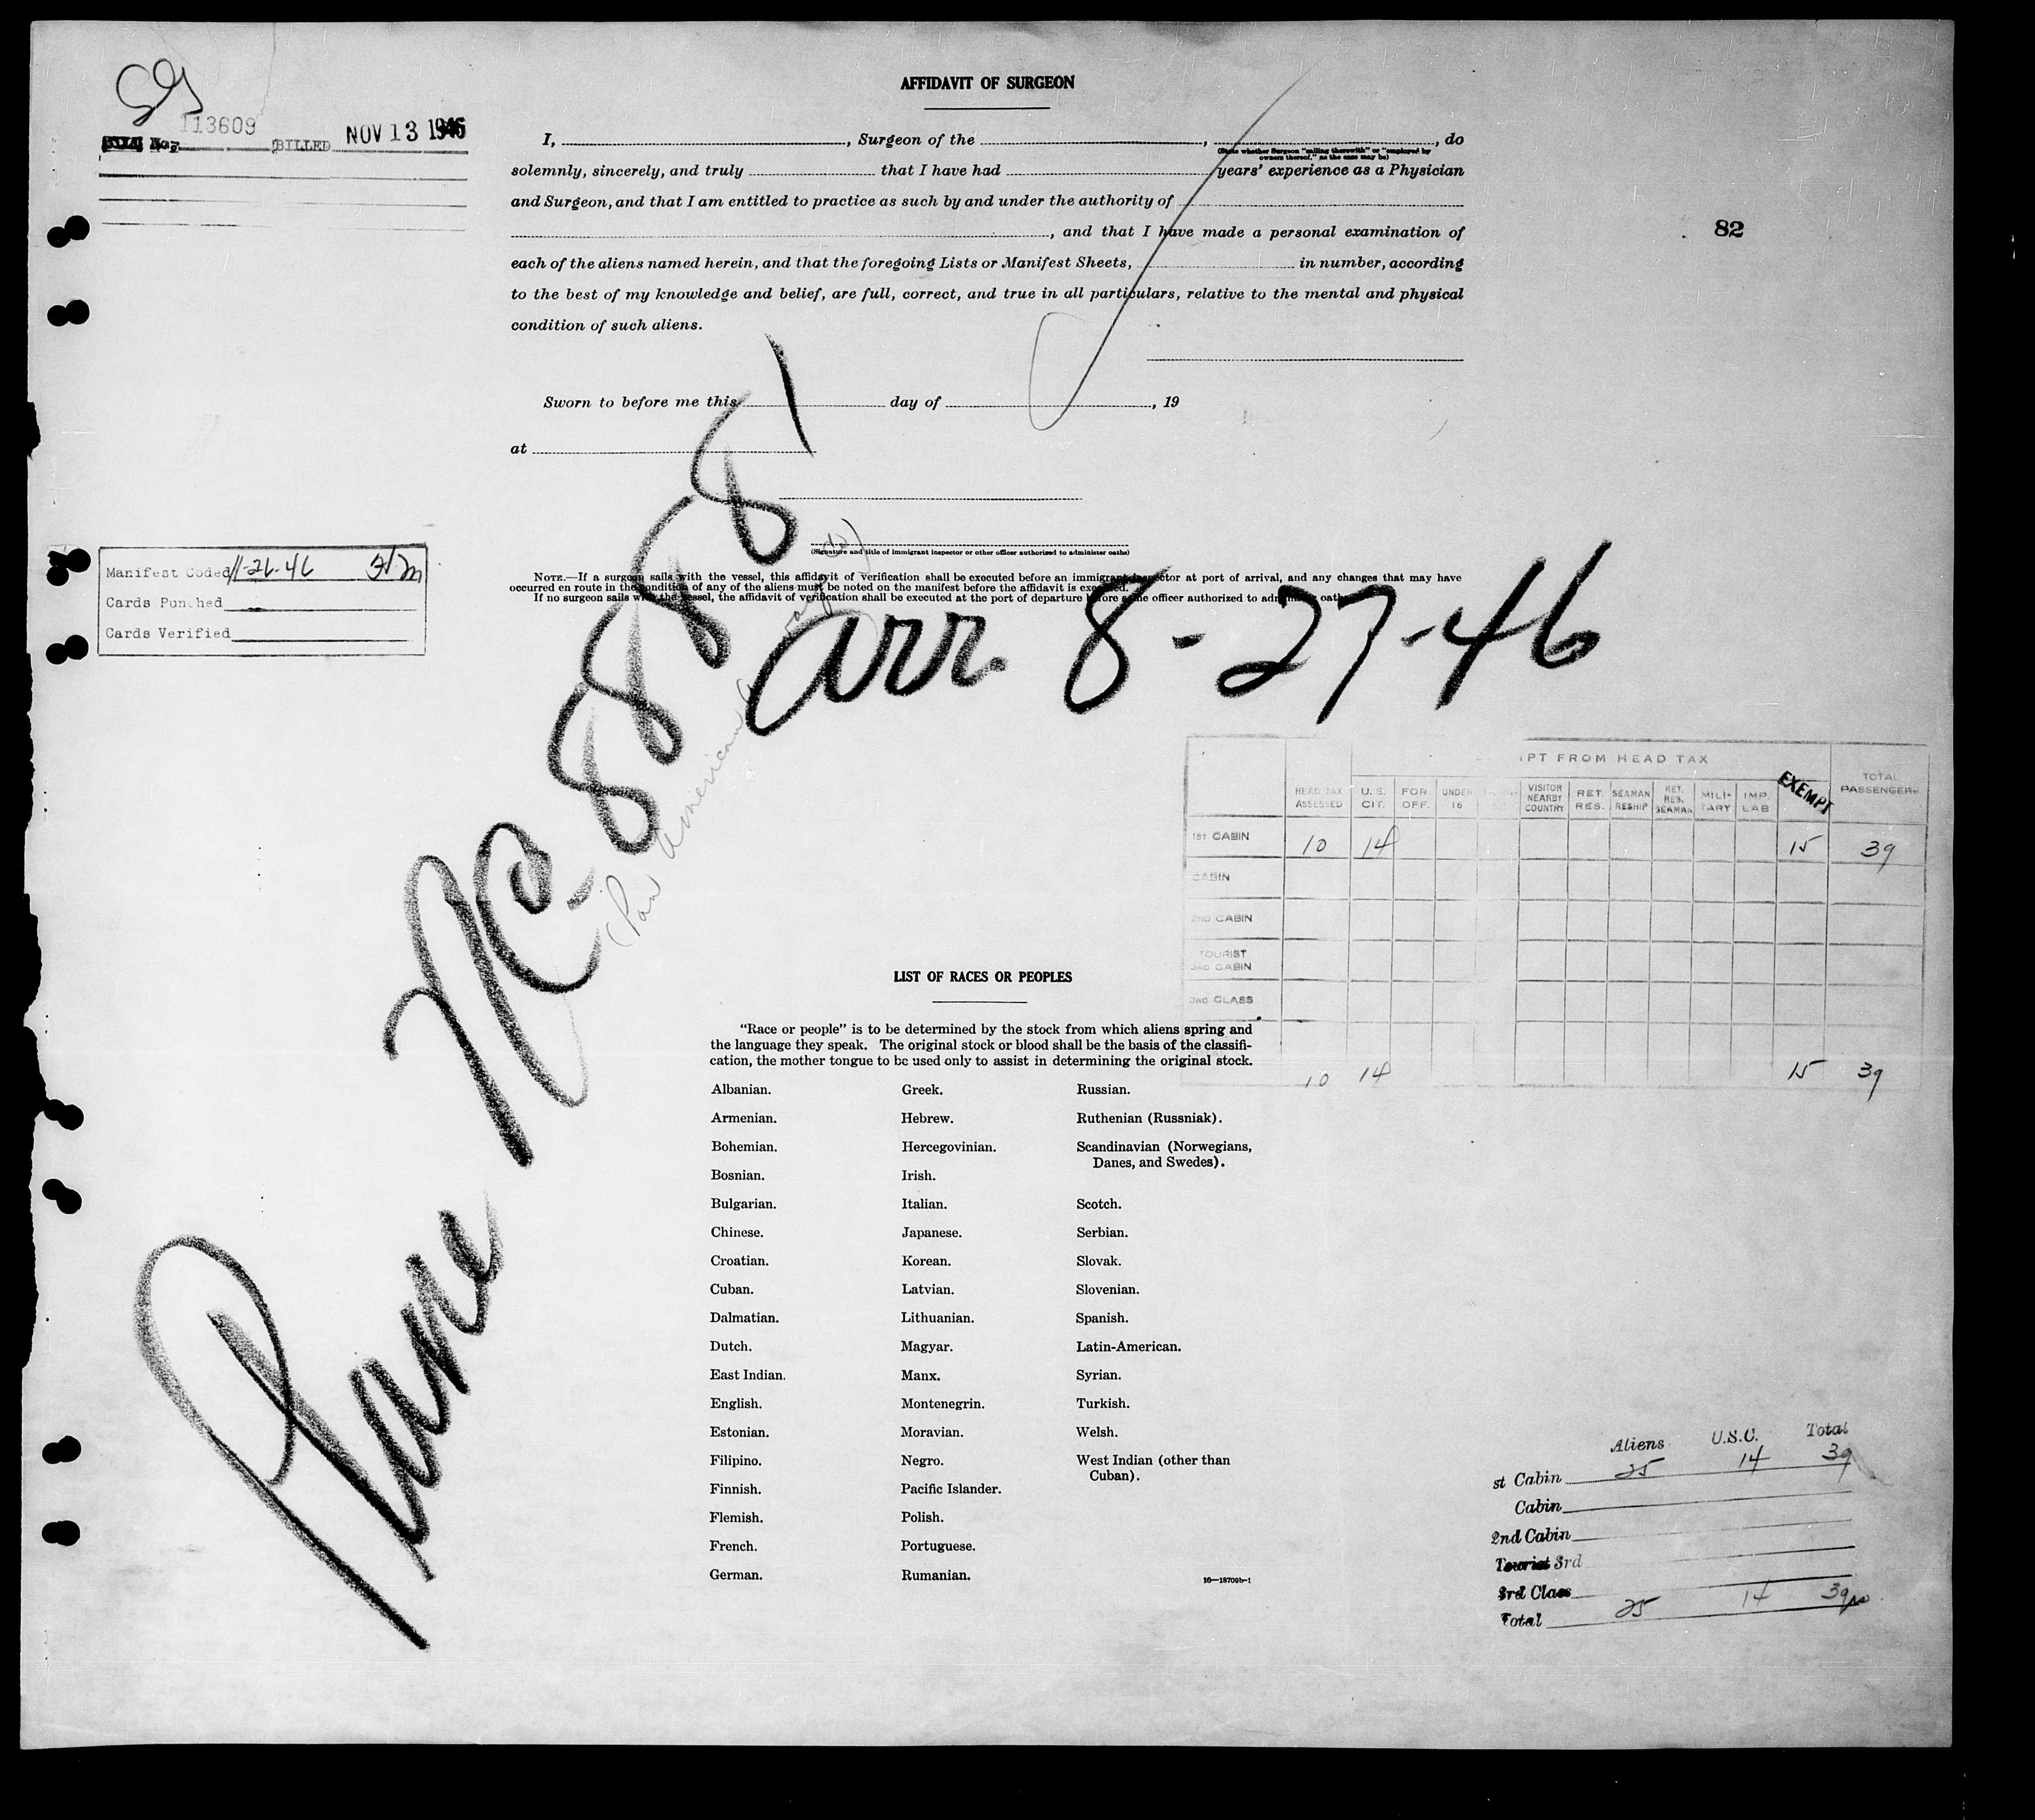 AFFIDAVIT OF SURGEON
113609
BILLED NOV 13 1946
I, , Surgeon of the , , do
(State whether Surgeon "sailing therewith" or "employed by
owners thereof," as the case may be)
solemnly, sincerely, and truly that I have had years' experience as a Physician
and Surgeon, and that I am entitled to practice as such by and under the authority of
, and that I have made a personal examination of
82
each of the aliens named herein, and that the foregoing Lists or Manifest Sheets, in number, according
to the best of my knowledge and belief, are full, correct, and true in all particulars, relative to the mental and physical
condition of such aliens.
Sworn to before me this day of , 19
at
(Signature and title of immigrant inspector or other officer authorized to administer oaths)
Manifest Coded 11-26-46
Cards Punched
Cards Verified
NOTE.—If a surgeon sails with the vessel, this affidavit of verification shall be executed before an immigrant inspector at port of arrival, and any changes that may have
occurred en route in the condition of any of the aliens must be noted on the manifest before the affidavit is executed.
If no surgeon sails with the vessel, the affidavit of verification shall be executed at the port of departure before some officer authorized to administer oaths.
Plane NC-88881
(Pan American
arr. 8-27-46
EXEMPT FROM HEAD TAX
HEAD TAX ASSESSED U. S. CIT. FOR. OFF. UNDER 16 VISITOR NEARBY COUNTRY RET. RES. SEAMAN RESHIP RET. RES. SEAMAN MILITARY IMP. LAB EXEMPT TOTAL PASSENGERS
1ST CABIN 10 14 15 39
CABIN
2ND CABIN
TOURIST
3RD CABIN
3RD CLASS
10 14 15 39
LIST OF RACES OR PEOPLES
"Race or people" is to be determined by the stock from which aliens spring and
the language they speak. The original stock or blood shall be the basis of the classifi-
cation, the mother tongue to be used only to assist in determining the original stock.
Albanian. Greek. Russian.
Armenian. Hebrew. Ruthenian (Russniak).
Bohemian. Hercegovinian. Scandinavian (Norwegians,
Danes, and Swedes).
Bosnian. Irish.
Bulgarian. Italian. Scotch.
Chinese. Japanese. Serbian.
Croatian. Korean. Slovak.
Cuban. Latvian. Slovenian.
Dalmatian. Lithuanian. Spanish.
Dutch. Magyar. Latin-American.
East Indian. Manx. Syrian.
English. Montenegrin. Turkish.
Estonian. Moravian. Welsh.
Filipino. Negro. West Indian (other than
Cuban).
Finnish. Pacific Islander.
Flemish. Polish.
French. Portuguese.
German. Rumanian.
16—18709b-1
Aliens U.S.C. Total
st Cabin 25 14 39
Cabin
2nd Cabin
Tourist 3rd
3rd Class
Total 25 14 39